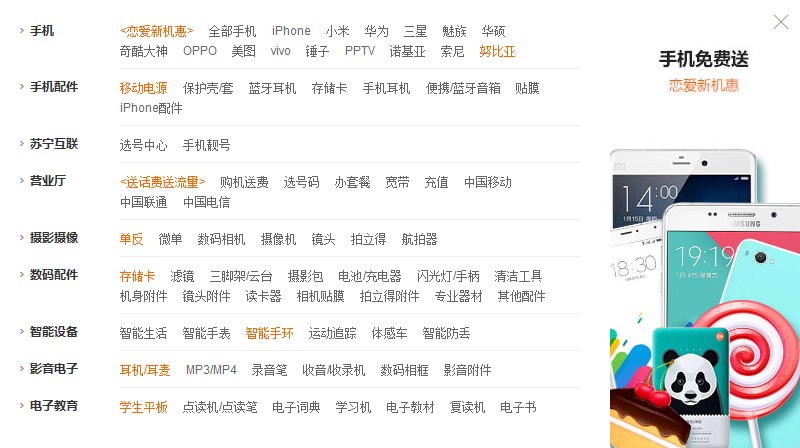 手机 <恋爱新机惠> 全部手机 iPhone 小米 华为 三星 魅族 华硕
奇酷大神 OPPO 美图 vivo 锤子 PPTV 诺基亚 索尼 努比亚
手机配件 移动电源 保护壳/套 蓝牙耳机 存储卡 手机耳机 便携/蓝牙音箱 贴膜
iPhone配件
苏宁互联 选号中心 手机靓号
营业厅 <送话费送流量> 购机送费 选号码 办套餐 宽带 充值 中国移动
中国联通 中国电信
摄影摄像 单反 微单 数码相机 摄像机 镜头 拍立得 航拍器
数码配件 存储卡 滤镜 三脚架/云台 摄影包 电池/充电器 闪光灯/手柄 清洁工具
机身附件 镜头附件 读卡器 相机贴膜 拍立得附件 专业器材 其他配件
智能设备 智能生活 智能手表 智能手环 运动追踪 体感车 智能防丢
影音电子 耳机/耳麦 MP3/MP4 录音笔 收音/收录机 数码相框 影音附件
电子教育 学生平板 点读机/点读笔 电子词典 学习机 电子教材 复读机 电子书
手机免费送
恋爱新机惠
mi
14:00
1月15日 周四
SAMSUNG
18:30
19:19